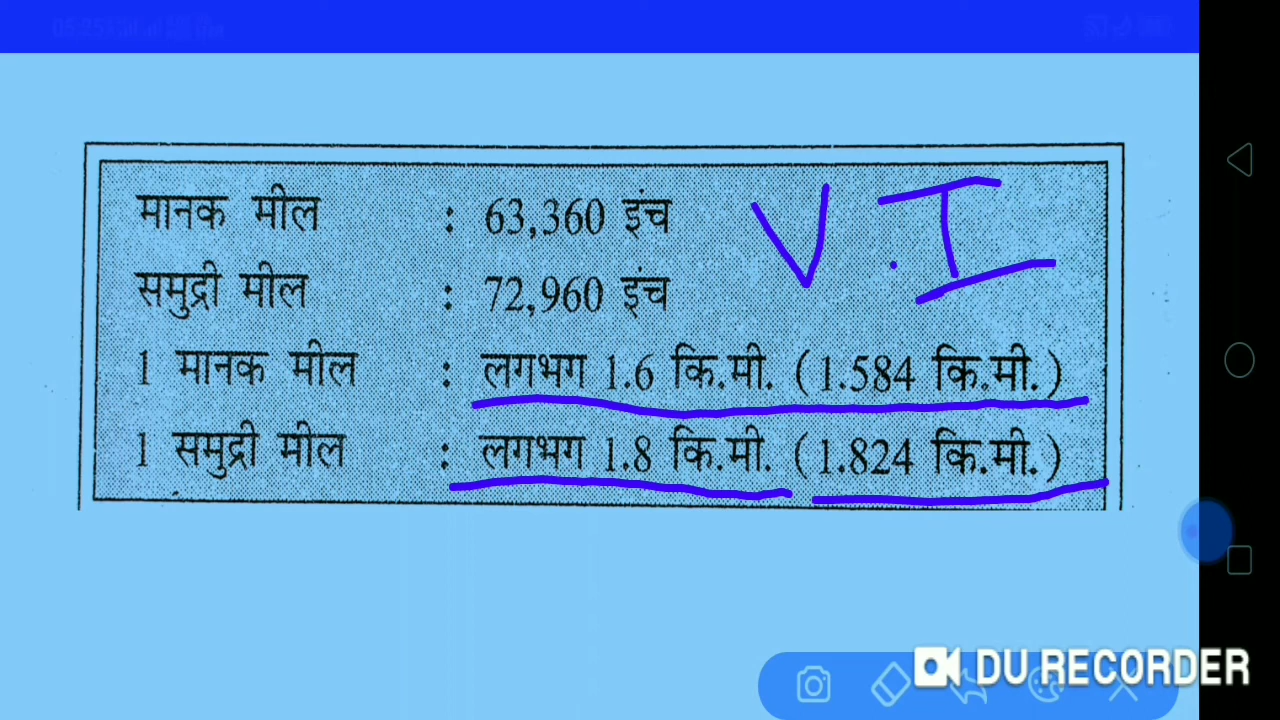 मानक मील : 63,360 इंच
समुद्री मील : 72,960 इंच
1 मानक मील : लगभग 1.6 कि.मी. (1.584 कि.मी.)
1 समुद्री मील : लगभग 1.8 कि.मी. (1.824 कि.मी.)
V.I
DU RECORDER